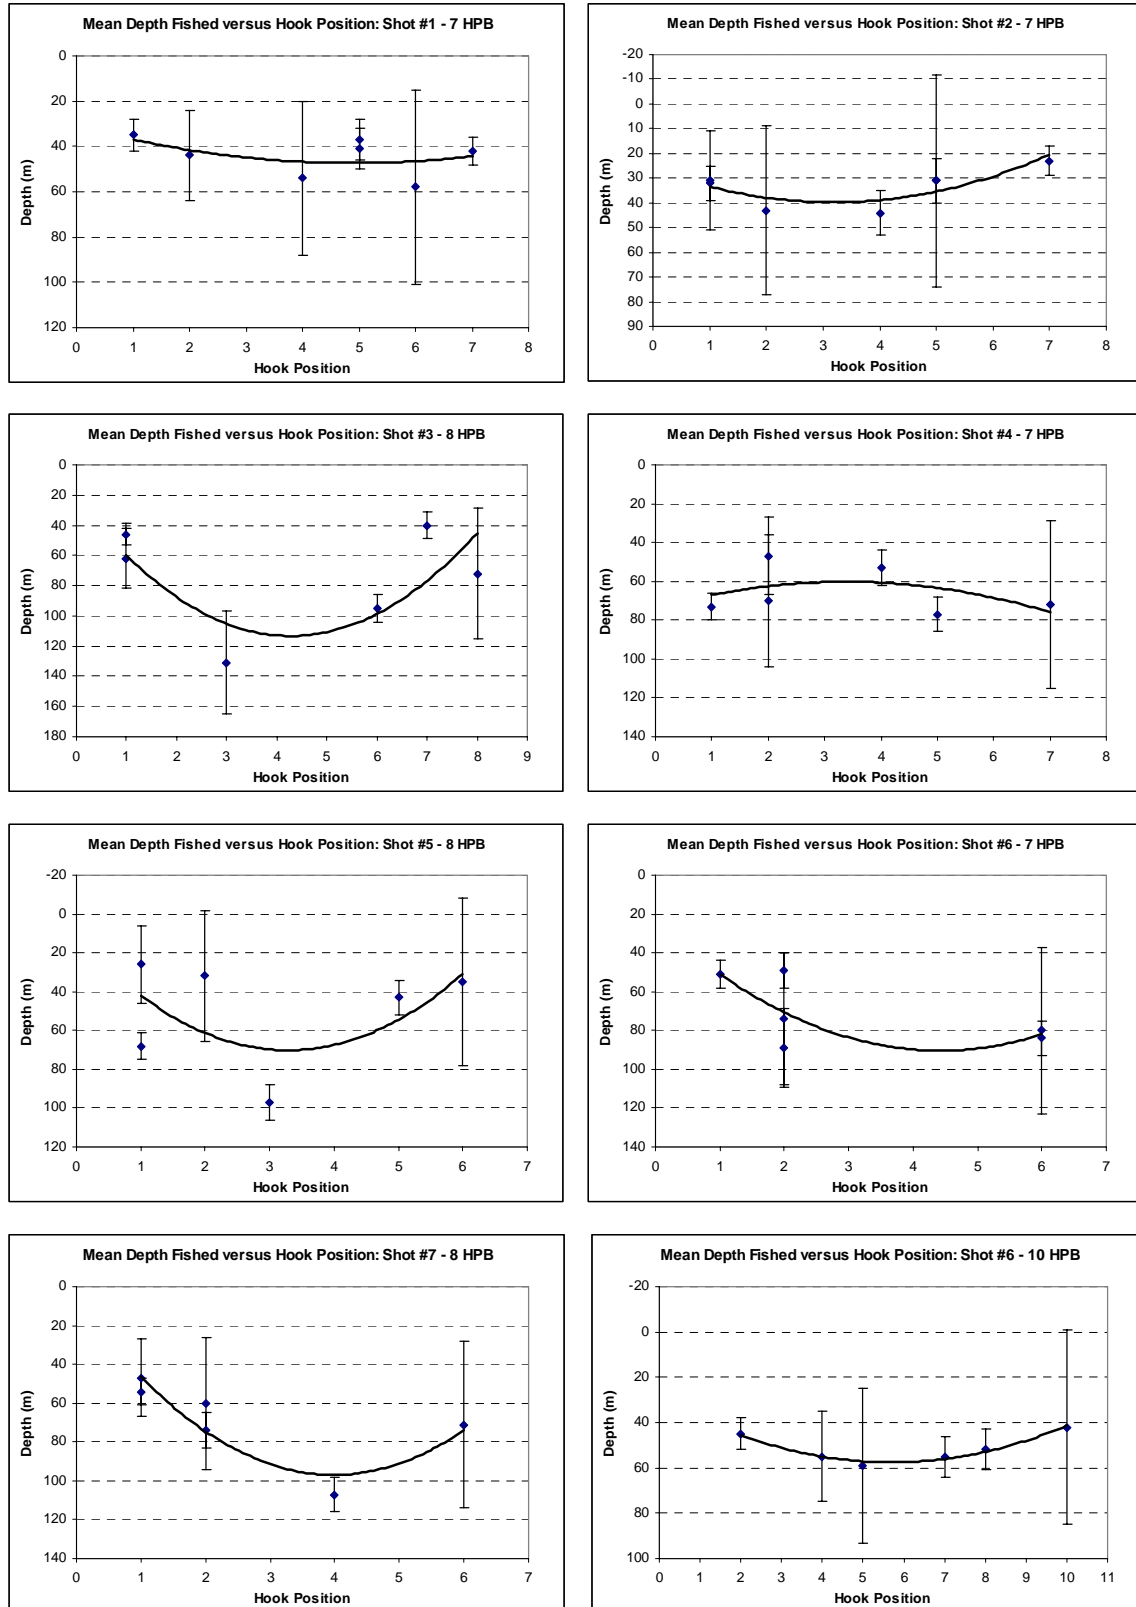 Mean Depth Fished versus Hook Position: Shot #1 - 7 HPB
0
20
40
60
80
100
120
Depth (m)
0 1 2 3 4 5 6 7 8
Hook Position
Mean Depth Fished versus Hook Position: Shot #2 - 7 HPB
-20
-10
0
10
20
30
40
50
60
70
80
90
Depth (m)
0 1 2 3 4 5 6 7 8
Hook Position
Mean Depth Fished versus Hook Position: Shot #3 - 8 HPB
0
20
40
60
80
100
120
140
160
180
Depth (m)
0 1 2 3 4 5 6 7 8 9
Hook Position
Mean Depth Fished versus Hook Position: Shot #4 - 7 HPB
0
20
40
60
80
100
120
140
Depth (m)
0 1 2 3 4 5 6 7 8
Hook Position
Mean Depth Fished versus Hook Position: Shot #5 - 8 HPB
-20
0
20
40
60
80
100
120
Depth (m)
0 1 2 3 4 5 6 7
Hook Position
Mean Depth Fished versus Hook Position: Shot #6 - 7 HPB
0
20
40
60
80
100
120
140
Depth (m)
0 1 2 3 4 5 6 7
Hook Position
Mean Depth Fished versus Hook Position: Shot #7 - 8 HPB
0
20
40
60
80
100
120
140
Depth (m)
0 1 2 3 4 5 6 7
Hook Position
Mean Depth Fished versus Hook Position: Shot #6 - 10 HPB
-20
0
20
40
60
80
100
Depth (m)
0 1 2 3 4 5 6 7 8 9 10 11
Hook Position